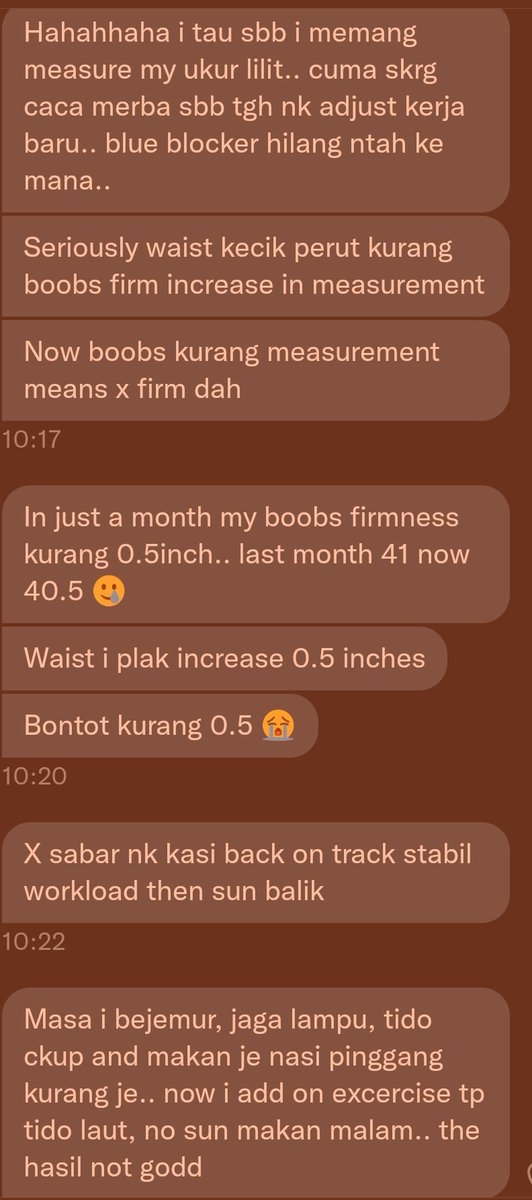 Hahahhaha i tau sbb i memang
measure my ukur lilit.. cuma skrg
caca merba sbb tgh nk adjust kerja
baru.. blue blocker hilang ntah ke
mana..
Seriously waist kecik perut kurang
boobs firm increase in measurement
Now boobs kurang measurement
means x firm dah
10:17
In just a month my boobs firmness
kurang 0.5inch.. last month 41 now
40.5 🥲
Waist i plak increase 0.5 inches
Bontot kurang 0.5 😭
10:20
X sabar nk kasi back on track stabil
workload then sun balik
10:22
Masa i bejemur, jaga lampu, tido
ckup and makan je nasi pinggang
kurang je.. now i add on excercise tp
tido laut, no sun makan malam.. the
hasil not godd